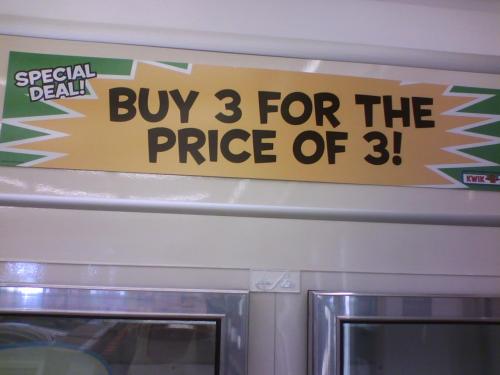 SPECIAL
DEAL!
BUY 3 FOR THE
PRICE OF 3!
KWIK